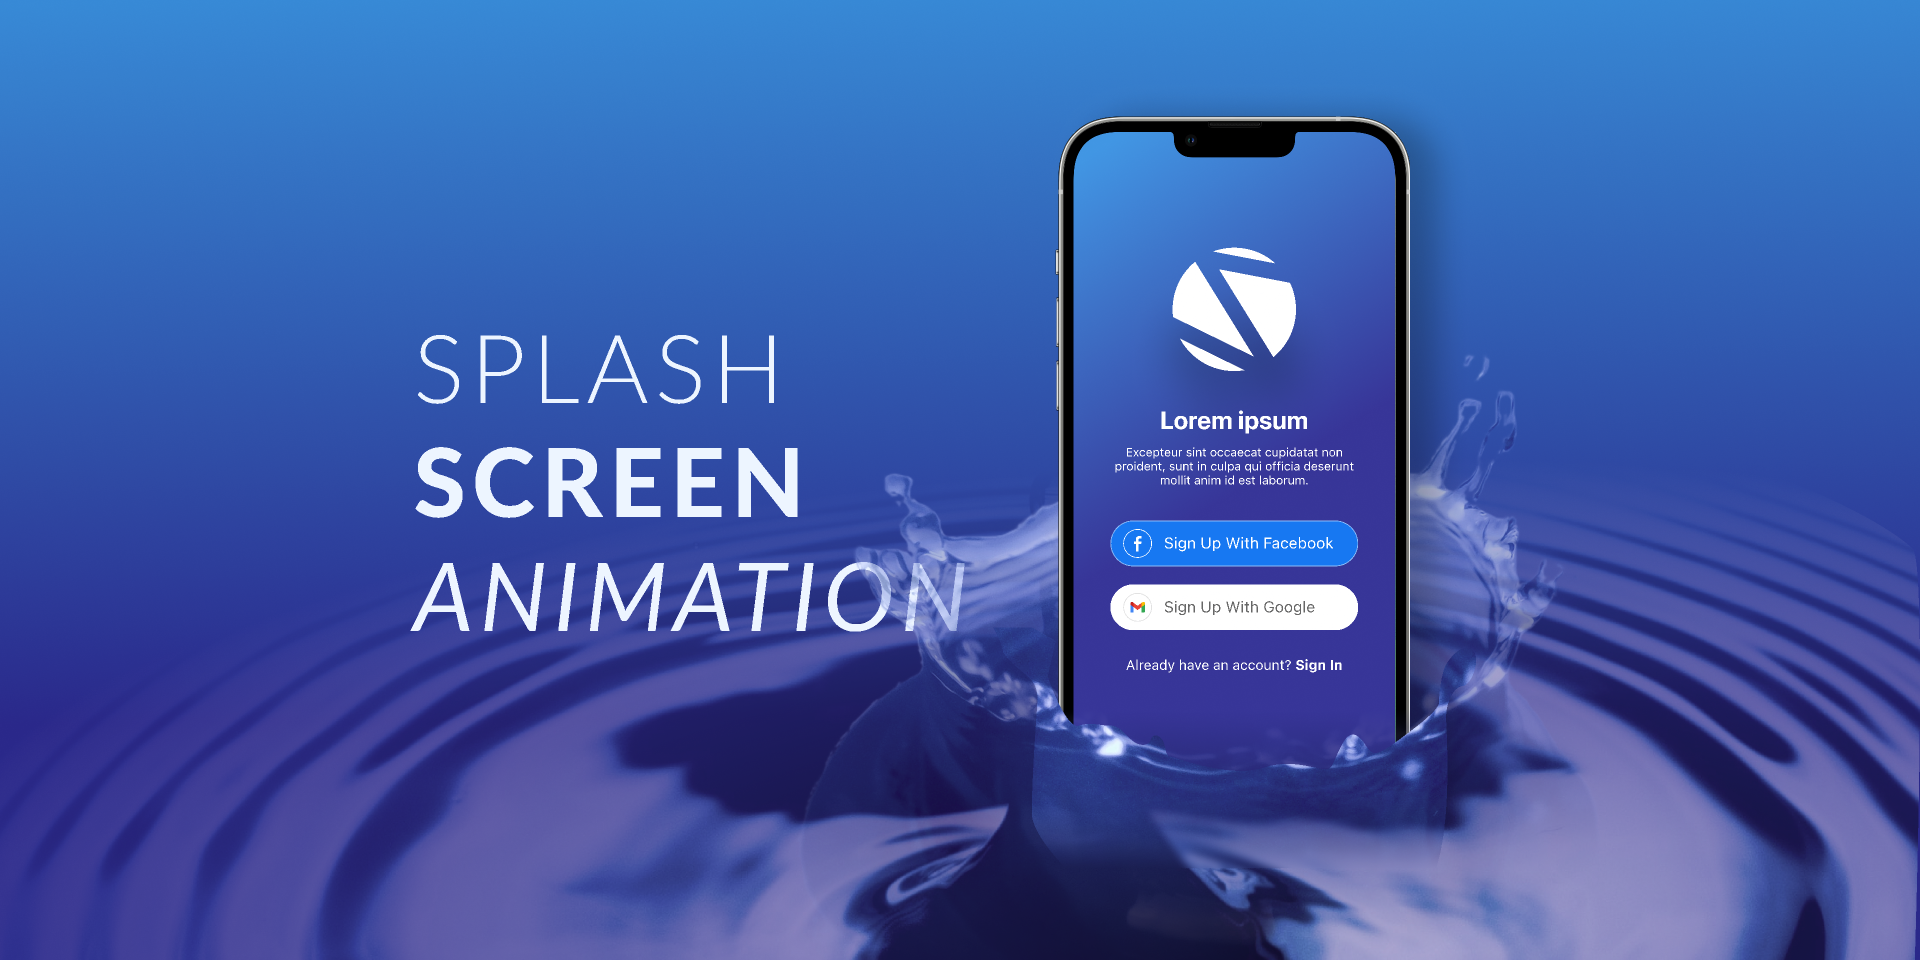 SPLASH
SCREEN
ANIMATION
Lorem ipsum
Excepteur sint occaecat cupidatat non
proident, sunt in culpa qui officia deserunt
mollit anim id est laborum.
Sign Up With Facebook
Sign Up With Google
Already have an account? Sign In